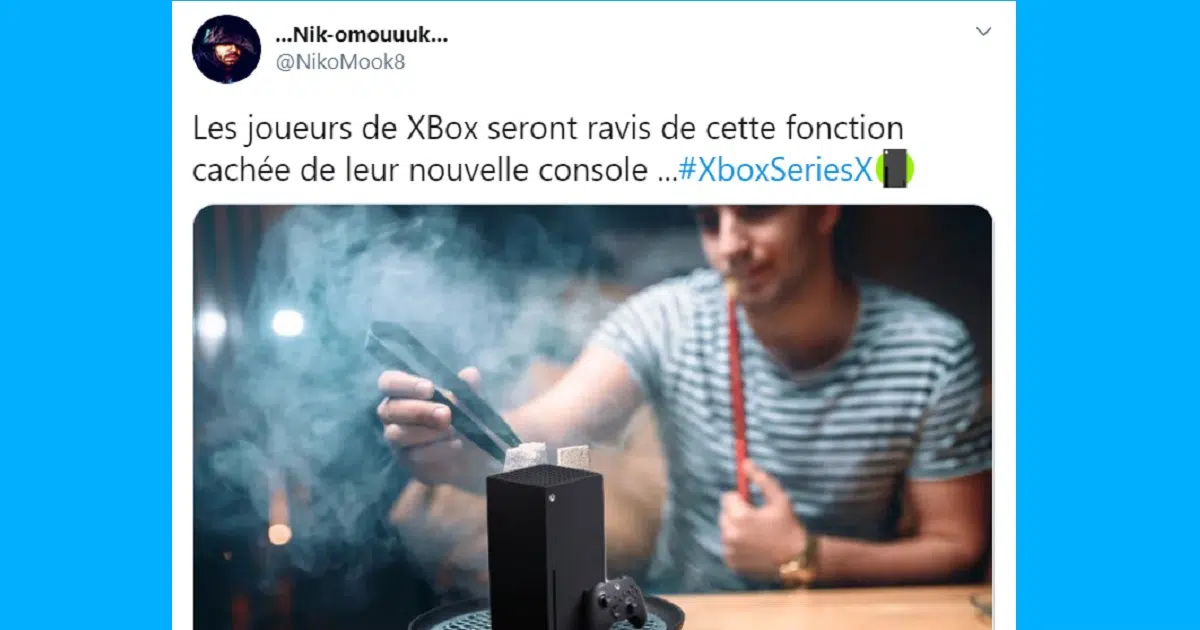 ...Nik-omouuuk...
@NikoMook8
Les joueurs de XBox seront ravis de cette fonction
cachée de leur nouvelle console ...#XboxSeriesX